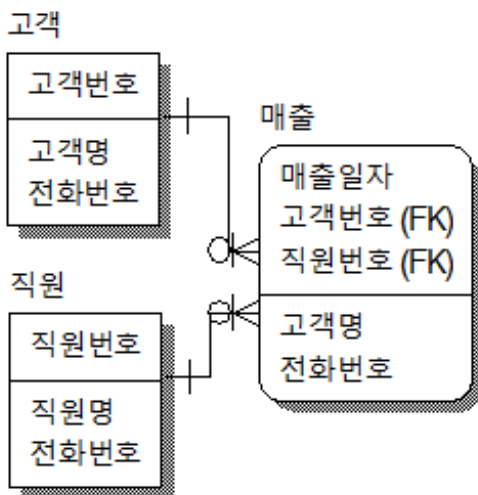 고객
고객번호
고객명
전화번호
직원
직원번호
직원명
전화번호
매출
매출일자
고객번호 (FK)
직원번호 (FK)
고객명
전화번호